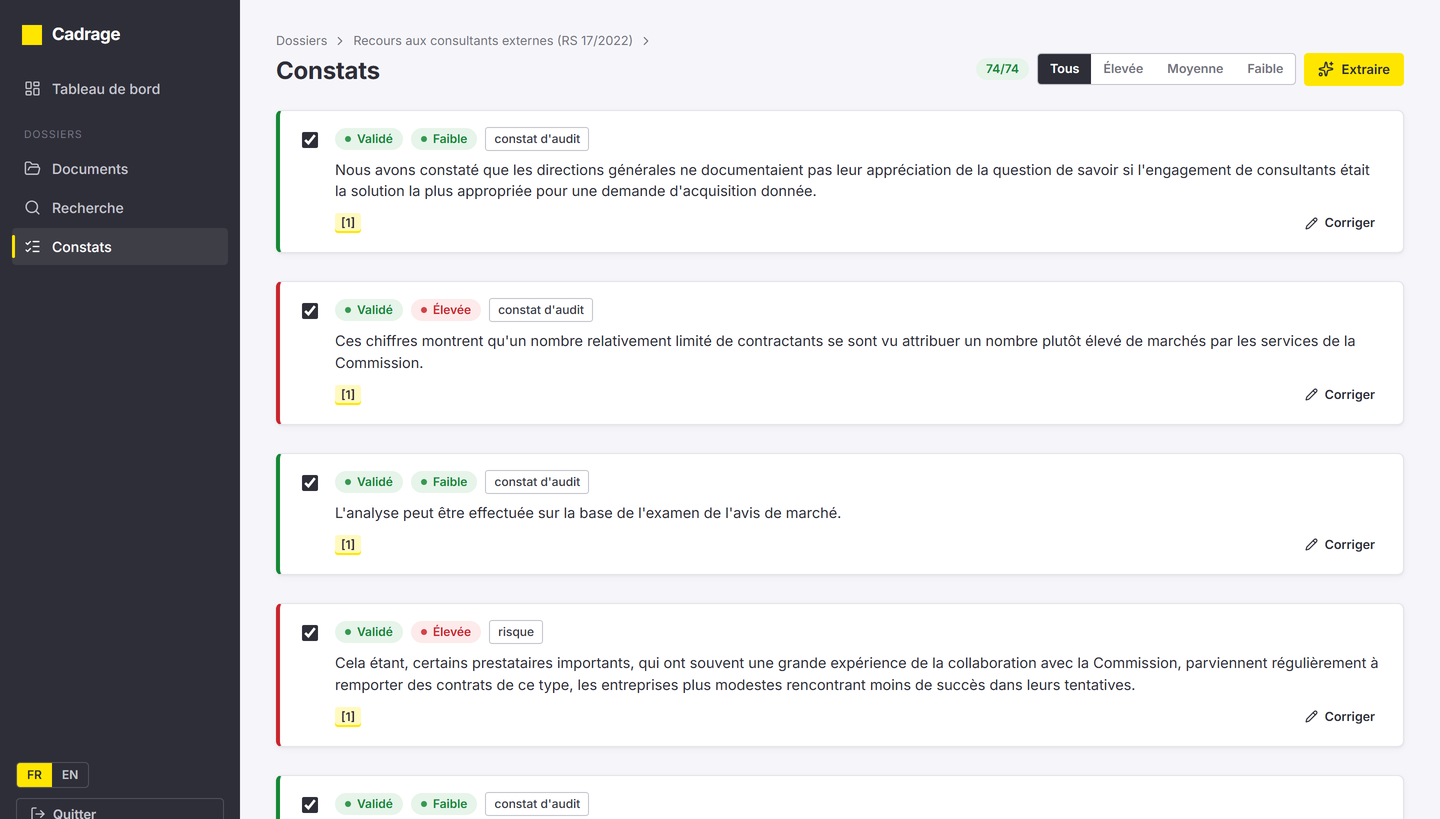 Cadrage
Tableau de bord
DOSSIERS
Documents
Recherche
Constats
FR EN
Quitter
Dossiers > Recours aux consultants externes (RS 17/2022) >
Constats
74/74 Tous Élevée Moyenne Faible Extraire
Validé Faible constat d'audit
Nous avons constaté que les directions générales ne documentaient pas leur appréciation de la question de savoir si l'engagement de consultants était
la solution la plus appropriée pour une demande d'acquisition donnée.
[1] Corriger
Validé Élevée constat d'audit
Ces chiffres montrent qu'un nombre relativement limité de contractants se sont vu attribuer un nombre plutôt élevé de marchés par les services de la
Commission.
[1] Corriger
Validé Faible constat d'audit
L'analyse peut être effectuée sur la base de l'examen de l'avis de marché.
[1] Corriger
Validé Élevée risque
Cela étant, certains prestataires importants, qui ont souvent une grande expérience de la collaboration avec la Commission, parviennent régulièrement à
remporter des contrats de ce type, les entreprises plus modestes rencontrant moins de succès dans leurs tentatives.
[1] Corriger
Validé Faible constat d'audit